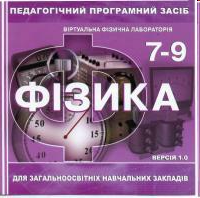 ПЕДАГОГІЧНИЙ ПРОГРАМНИЙ ЗАСІБ
ВІРТУАЛЬНА ФІЗИЧНА ЛАБОРАТОРІЯ
7-9
ФІЗИКА
ВЕРСІЯ 1.0
ДЛЯ ЗАГАЛЬНООСВІТНІХ НАВЧАЛЬНИХ ЗАКЛАДІВ